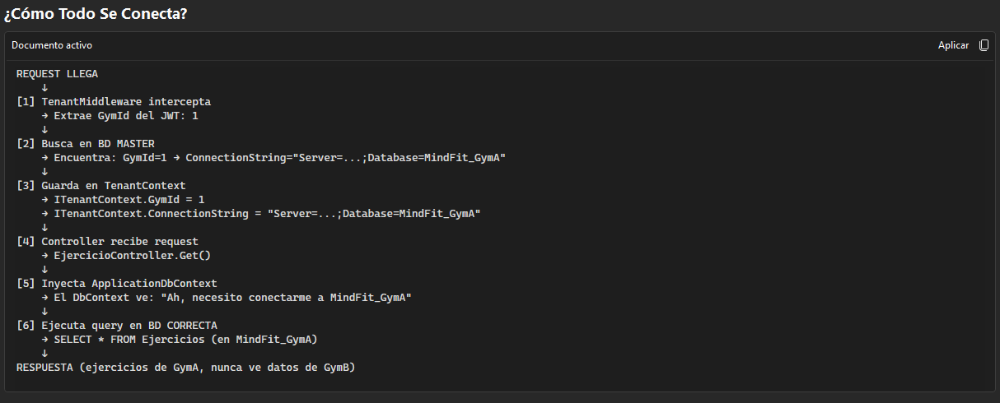 ¿Cómo Todo Se Conecta?
Documento activo Aplicar
REQUEST LLEGA
↓
[1] TenantMiddleware intercepta
→ Extrae GymId del JWT: 1
↓
[2] Busca en BD MASTER
→ Encuentra: GymId=1 → ConnectionString="Server=...;Database=MindFit_GymA"
↓
[3] Guarda en TenantContext
→ ITenantContext.GymId = 1
→ ITenantContext.ConnectionString = "Server=...;Database=MindFit_GymA"
↓
[4] Controller recibe request
→ EjercicioController.Get()
↓
[5] Inyecta ApplicationDbContext
→ El DbContext ve: "Ah, necesito conectarme a MindFit_GymA"
↓
[6] Ejecuta query en BD CORRECTA
→ SELECT * FROM Ejercicios (en MindFit_GymA)
↓
RESPUESTA (ejercicios de GymA, nunca ve datos de GymB)